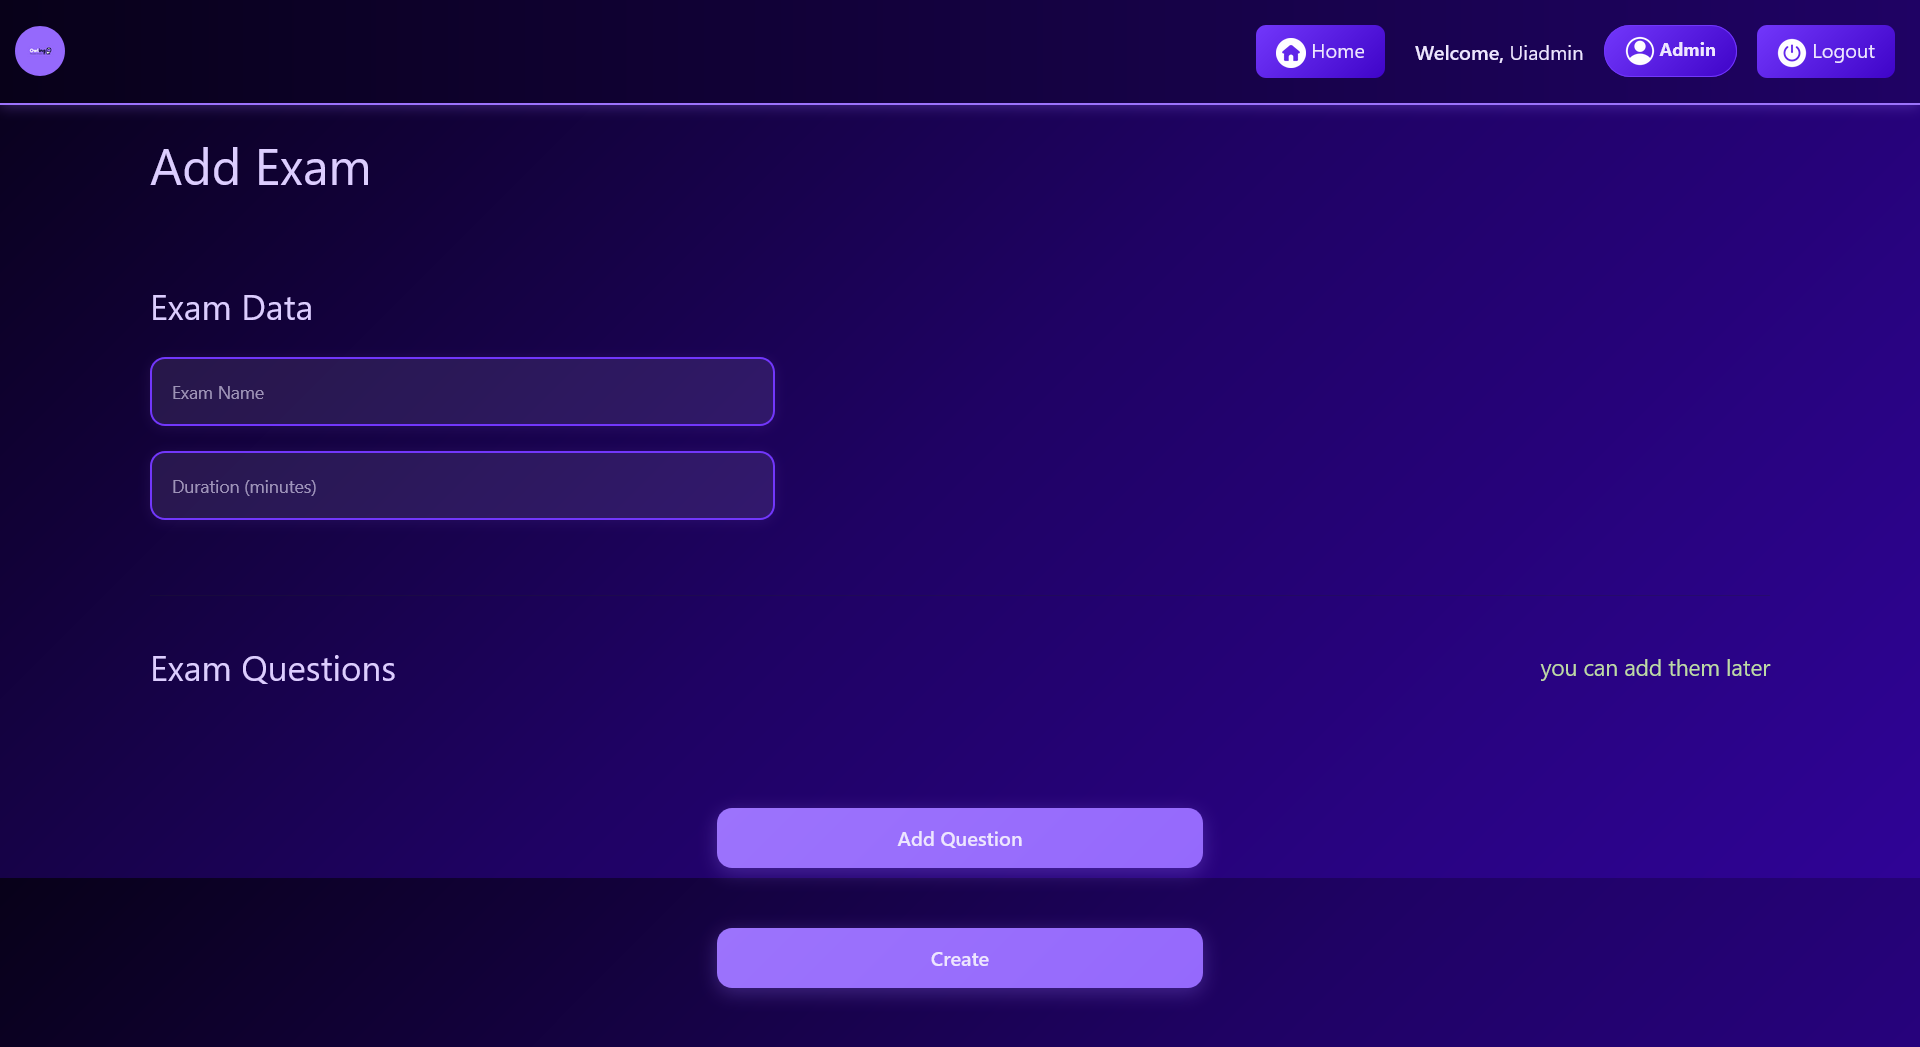 Home
Welcome, Uiadmin
Admin
Logout
Add Exam
Exam Data
Exam Name
Duration (minutes)
Exam Questions
you can add them later
Add Question
Create